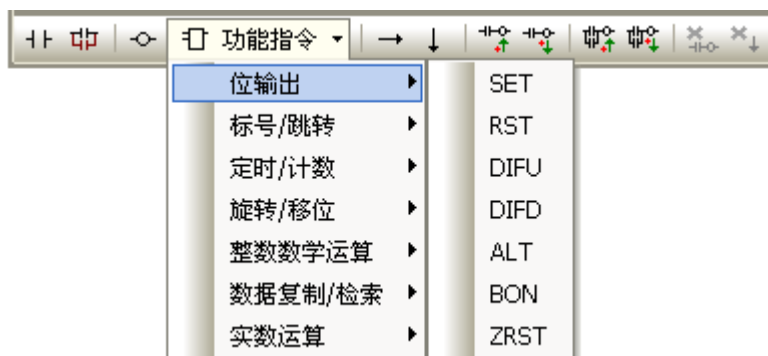 功能指令
位输出 SET
标号/跳转 RST
定时/计数 DIFU
旋转/移位 DIFD
整数数学运算 ALT
数据复制/检索 BON
实数运算 ZRST